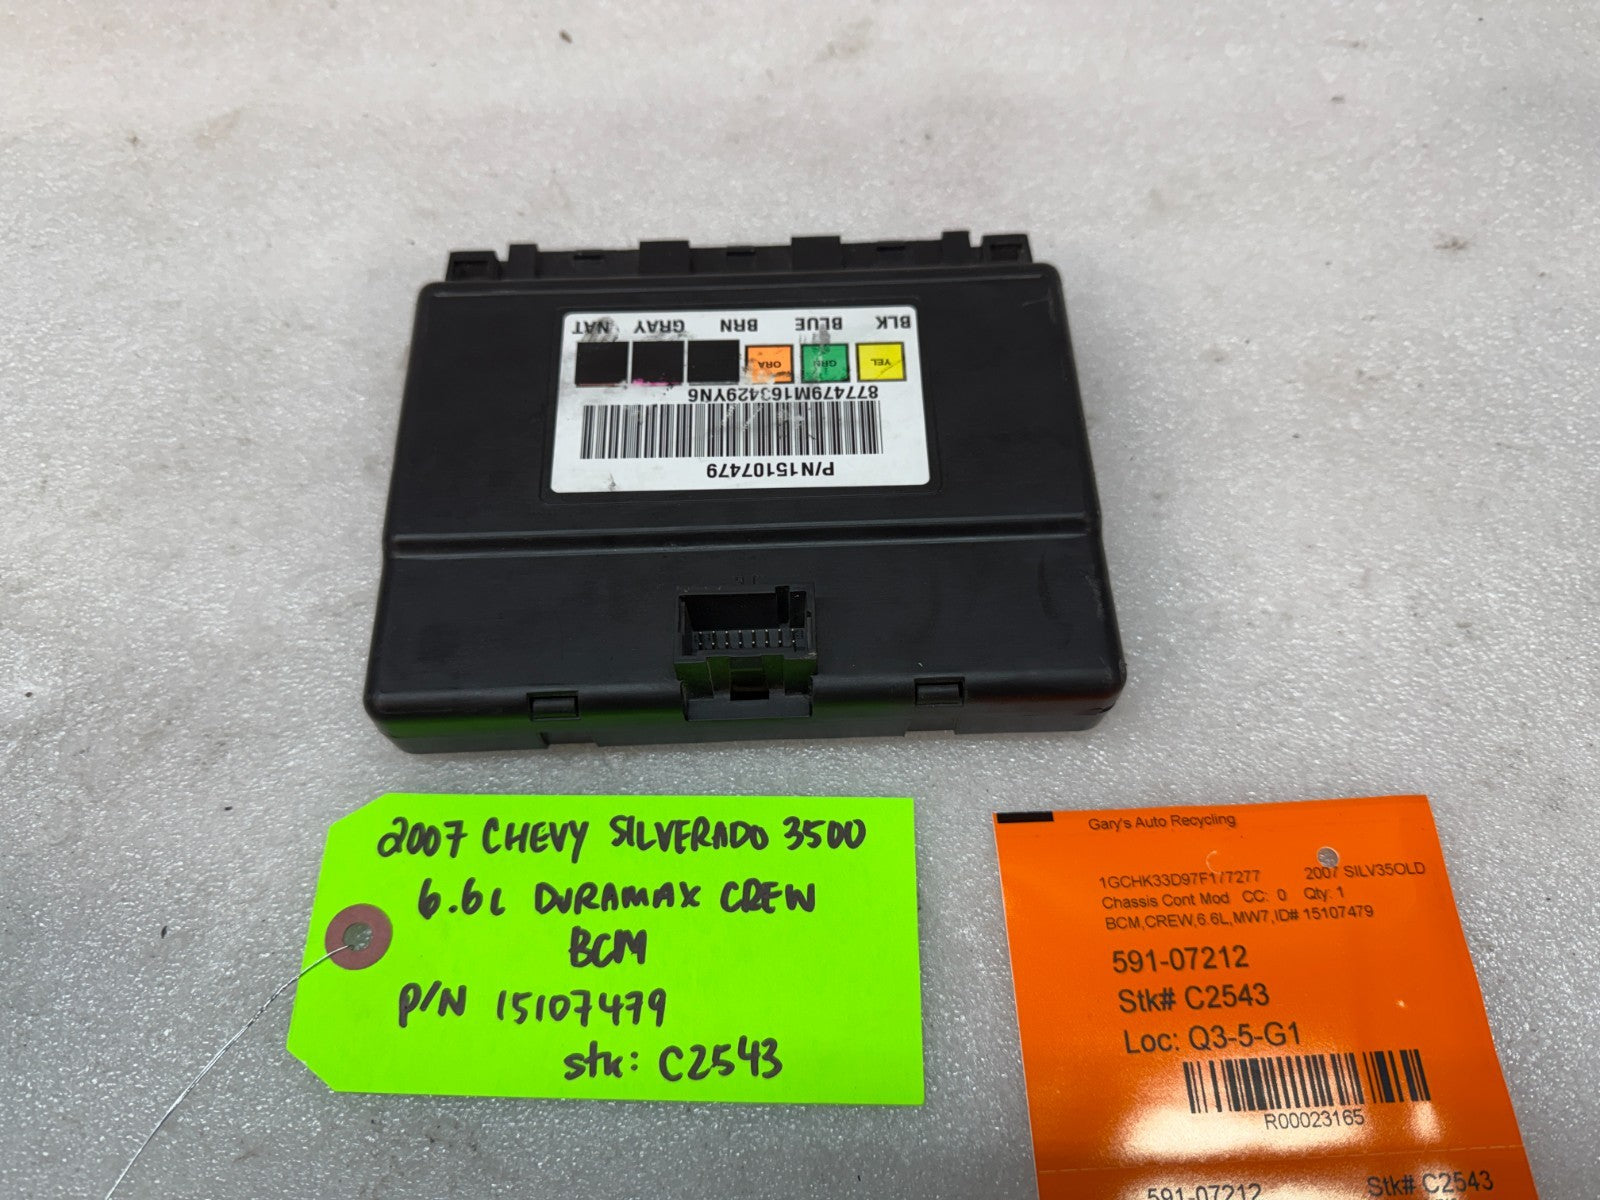 NAT GRAY BRN BLUE BLK
ORA GRN YEL
877479M163429YN6
P/N15107479
2007 CHEVY SILVERADO 3500
6.6L DURAMAX CREW
BCM
P/N 15107479
stk: C2543
Gary's Auto Recycling
1GCHK33D97F177277 2007 SILV35OLD
Chassis Cont Mod CC: 0 Qty: 1
BCM,CREW,6.6L,MW7,ID# 15107479
591-07212
Stk# C2543
Loc: Q3-5-G1
R00023165
591-07212 Stk# C2543